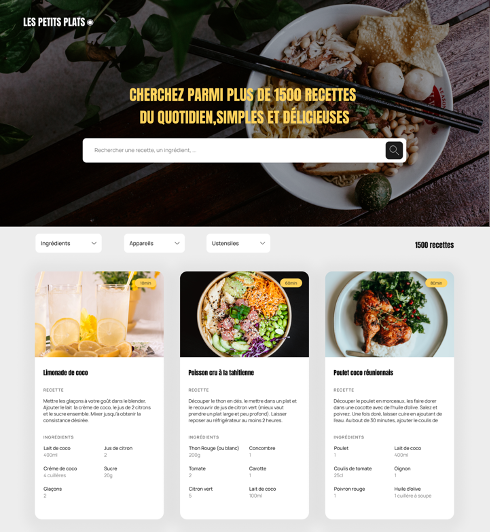 LES PETITS PLATS
CHERCHEZ PARMI PLUS DE 1500 RECETTES
DU QUOTIDIEN,SIMPLES ET DÉLICIEUSES
Rechercher une recette, un ingrédient, ...
Ingrédients
Appareils
Ustensiles
1500 recettes
10min
60min
80min
Limonade de coco
RECETTE
Mettre les glaçons à votre goût dans le blender.
Ajouter le lait, la crème de coco, le jus de 2 citrons
et le sucre ensemble. Mixer jusqu'à obtenir la
consistance désirée
INGRÉDIENTS
Lait de coco
400ml
Jus de citron
2
Crème de coco
4 cuillères
Sucre
20g
Glaçons
2
Poisson cru à la tahitienne
RECETTE
Découper le thon en dés, le mettre dans un plat et
le recouvrir de jus de citron vert (mieux vaut
prendre un plat large et peu profond). Laisser
reposer au réfrigérateur au moins 2 heures.
INGRÉDIENTS
Thon Rouge (ou blanc)
200g
Concombre
1
Tomate
2
Carotte
1
Citron vert
5
Lait de coco
100ml
Poulet coco réunionnais
RECETTE
Découper le poulet en morceaux, les faire dorer
dans une cocotte avec de l'huile d'olive. Salez et
poivrez. Une fois doré, laisser cuire en ajoutant de
l'eau. Au bout de 30 minutes, ajouter le coulis de
INGRÉDIENTS
Poulet
1
Lait de coco
400ml
Coulis de tomate
25cl
Oignon
1
Poivron rouge
1
Huile d'olive
1 cuillère à soupe